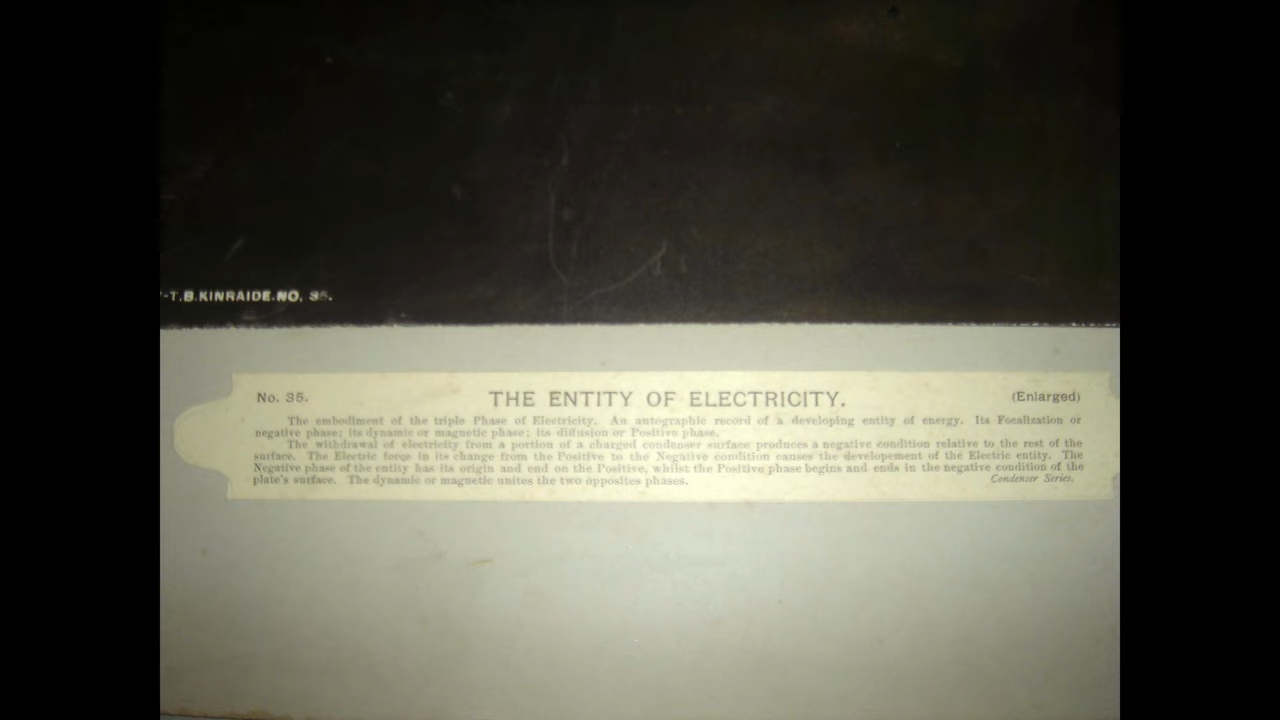 -T.B.KINRAIDE.NO. 35.
No. 35. THE ENTITY OF ELECTRICITY. (Enlarged)
The embodiment of the triple Phase of Electricity. An autographic record of a developing entity of energy. Its Focalization or
negative phase; its dynamic or magnetic phase; its diffusion or Positive phase.
The withdrawal of electricity from a portion of a charged condenser surface produces a negative condition relative to the rest of the
surface. The Electric force in its change from the Positive to the Negative condition causes the developement of the Electric entity. The
Negative phase of the entity has its origin and end on the Positive, whilst the Positive phase begins and ends in the negative condition of the
plate's surface. The dynamic or magnetic unites the two opposites phases. Condenser Series.